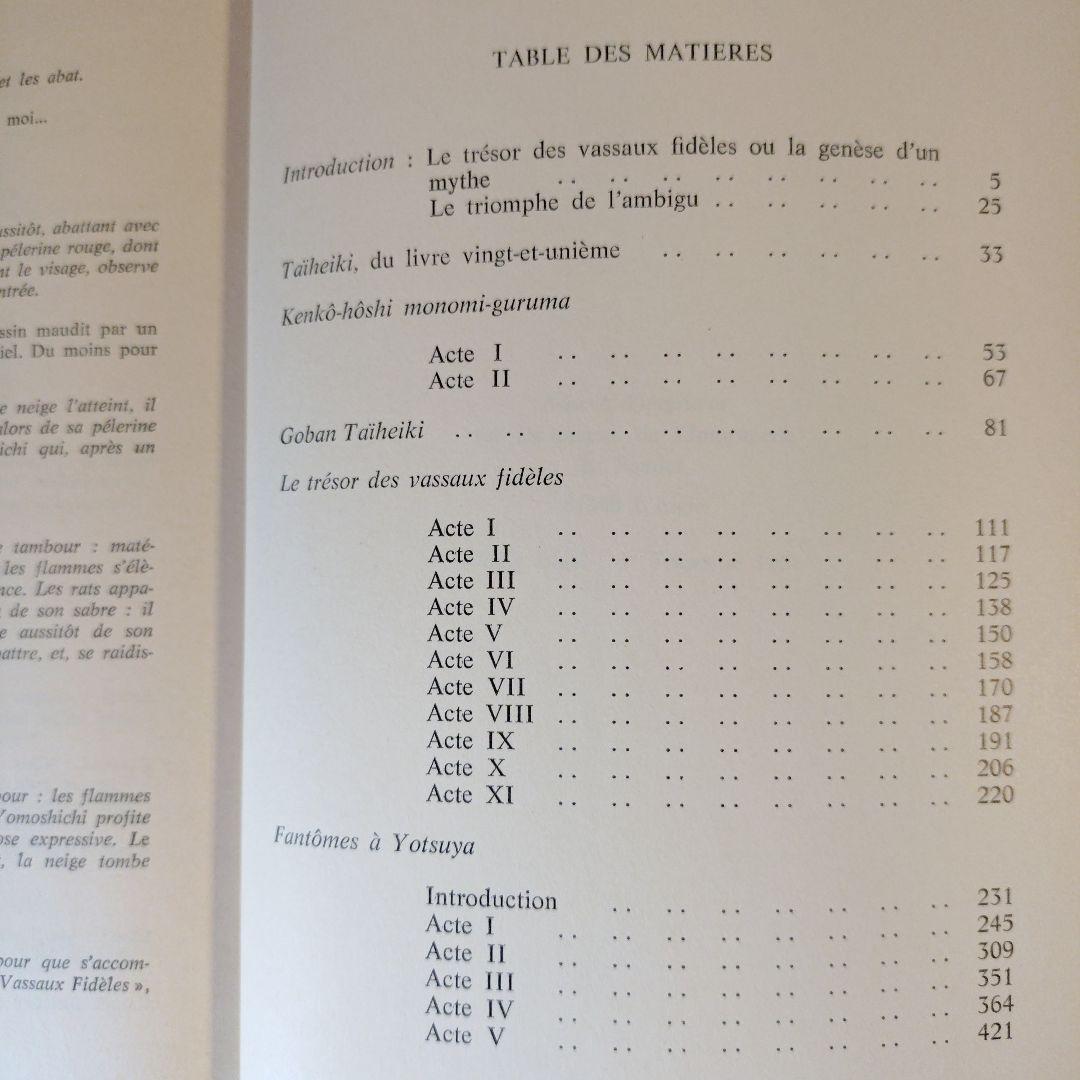 et les abat.
moi...
aussitôt, abattant avec
pélerine rouge, dont
nt le visage, observe
ntrée.
ssin maudit par un
iel. Du moins pour
e neige l'atteint, il
alors de sa pélerine
ichi qui, après un
e tambour : maté-
les flammes s'élè-
nce. Les rats appa-
de son sabre : il
e aussitôt de son
battre, et, se raidis-
our : les flammes
Yomoshichi profite
ose expressive. Le
, la neige tombe
pour que s'accom-
Vassaux Fidèles »,
TABLE DES MATIERES
Introduction : Le trésor des vassaux fidèles ou la genèse d'un
mythe .. .. .. .. .. .. .. .. 5
Le triomphe de l'ambigu .. .. .. .. .. 25
Taïheiki, du livre vingt-et-unième .. .. .. .. .. .. 33
Kenkô-hôshi monomi-guruma
Acte I .. .. .. .. .. .. .. .. 53
Acte II .. .. .. .. .. .. .. .. 67
Goban Taïheiki .. .. .. .. .. .. .. .. .. .. 81
Le trésor des vassaux fidèles
Acte I .. .. .. .. .. .. .. .. 111
Acte II .. .. .. .. .. .. .. .. 117
Acte III .. .. .. .. .. .. .. .. 125
Acte IV .. .. .. .. .. .. .. .. 138
Acte V .. .. .. .. .. .. .. .. 150
Acte VI .. .. .. .. .. .. .. .. 158
Acte VII .. .. .. .. .. .. .. .. 170
Acte VIII .. .. .. .. .. .. .. .. 187
Acte IX .. .. .. .. .. .. .. .. 191
Acte X .. .. .. .. .. .. .. .. 206
Acte XI .. .. .. .. .. .. .. .. 220
Fantômes à Yotsuya
Introduction .. .. .. .. .. .. .. 231
Acte I .. .. .. .. .. .. .. .. 245
Acte II .. .. .. .. .. .. .. .. 309
Acte III .. .. .. .. .. .. .. .. 351
Acte IV .. .. .. .. .. .. .. .. 364
Acte V .. .. .. .. .. .. .. .. 421